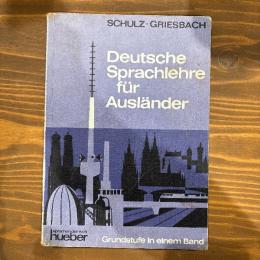 SCHULZ · GRIESBACH
Deutsche
Sprachlehre
für
Ausländer
hueber
Grundstufe in einem Band